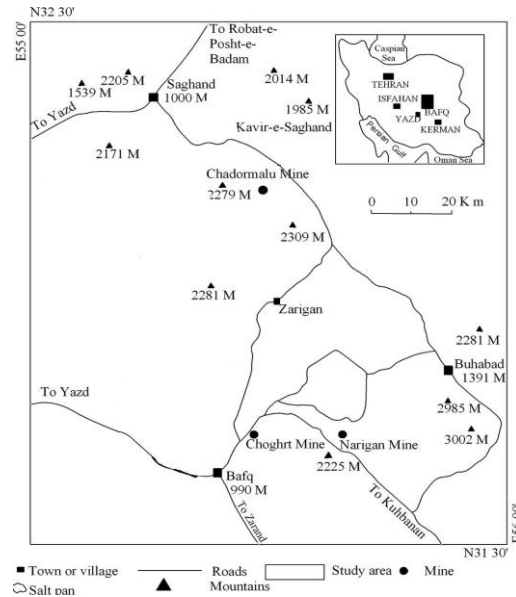 N32 30'
E55 00'
To Robat-e-
Posht-e-
Badam
Caspian
Sea
TEHRAN
ISFAHAN
BAFQ
YAZD
KERMAN
Persian Gulf
Oman Sea
2205 M
1539 M
Saghand
1000 M
2014 M
1985 M
To Yazd
Kavir-e-Saghand
2171 M
Chadormalu Mine
2279 M
0 10 20 K m
2309 M
2281 M
Zarigan
2281 M
Buhabad
1391 M
To Yazd
2985 M
3002 M
Choghrt Mine
Narigan Mine
2225 M
Bafq
990 M
To Zarand
To Kuhbanan
E56 00'
N31 30'
Town or village
Roads
Study area
Mine
Salt pan
Mountains